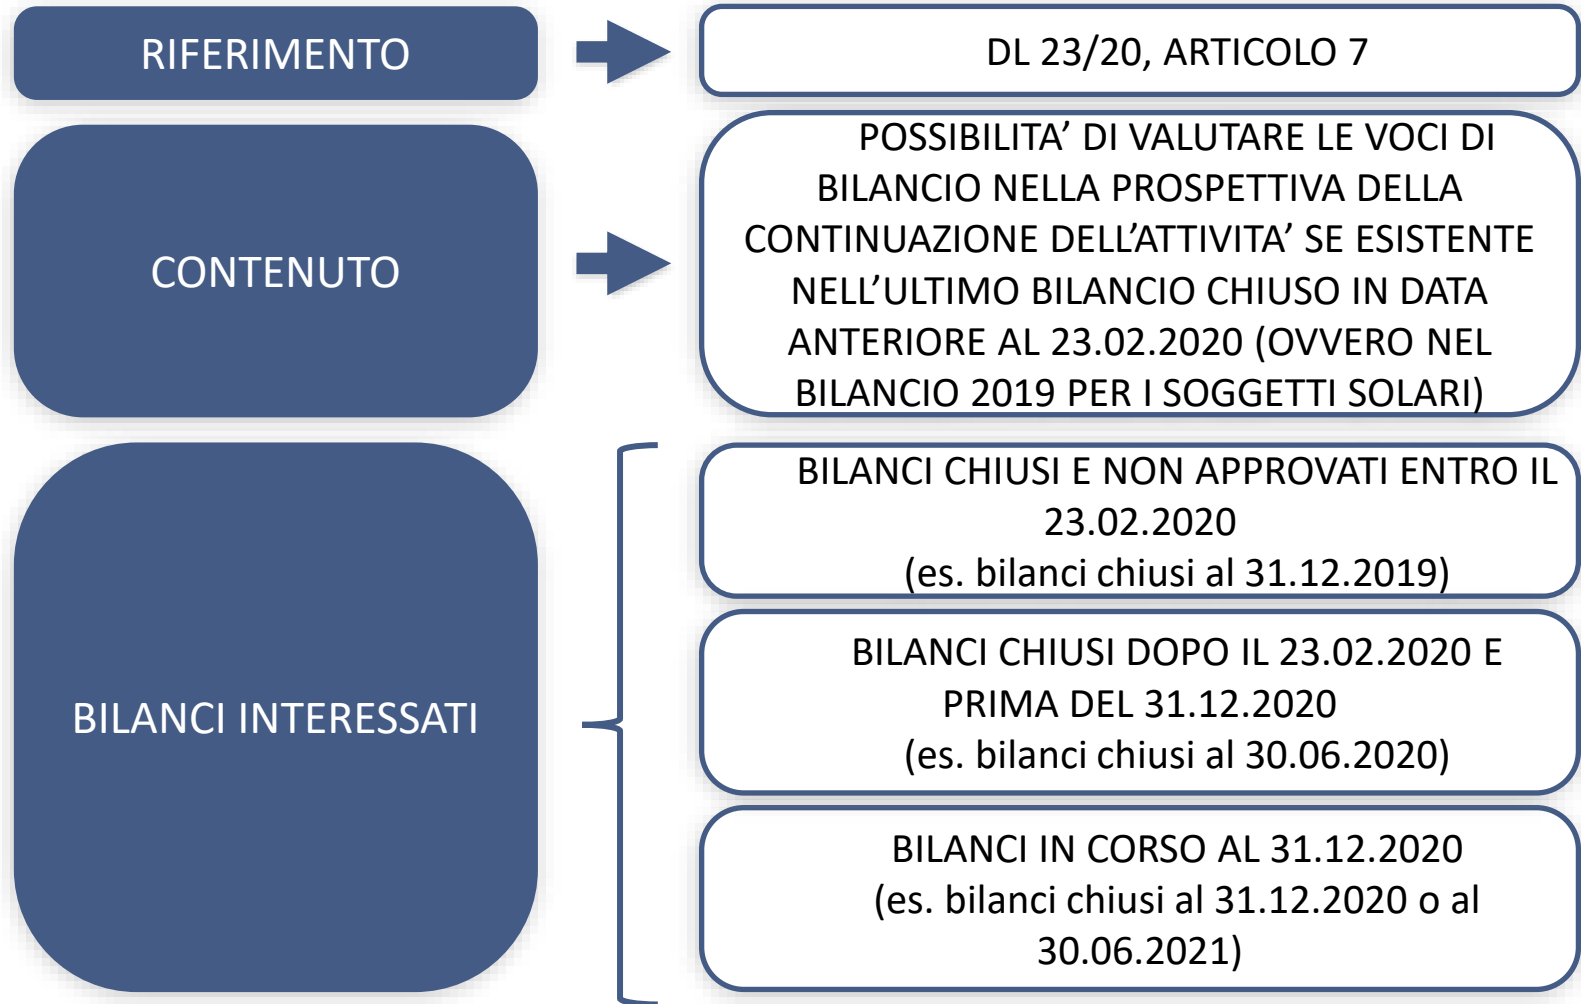 RIFERIMENTO
DL 23/20, ARTICOLO 7
CONTENUTO
POSSIBILITA’ DI VALUTARE LE VOCI DI
BILANCIO NELLA PROSPETTIVA DELLA
CONTINUAZIONE DELL’ATTIVITA’ SE ESISTENTE
NELL’ULTIMO BILANCIO CHIUSO IN DATA
ANTERIORE AL 23.02.2020 (OVVERO NEL
BILANCIO 2019 PER I SOGGETTI SOLARI)
BILANCI INTERESSATI
BILANCI CHIUSI E NON APPROVATI ENTRO IL
23.02.2020
(es. bilanci chiusi al 31.12.2019)
BILANCI CHIUSI DOPO IL 23.02.2020 E
PRIMA DEL 31.12.2020
(es. bilanci chiusi al 30.06.2020)
BILANCI IN CORSO AL 31.12.2020
(es. bilanci chiusi al 31.12.2020 o al
30.06.2021)